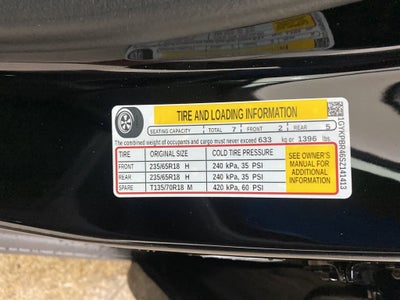 TIRE AND LOADING INFORMATION
SEATING CAPACITY TOTAL 7 FRONT 2 REAR 5
The combined weight of occupants and cargo must never exceed 633 kg or 1396 lbs.
TIRE ORIGINAL SIZE COLD TIRE PRESSURE
FRONT 235/65R18 H 240 kPa, 35 PSI
REAR 235/65R18 H 240 kPa, 35 PSI
SPARE T135/70R18 M 420 kPa, 60 PSI
SEE OWNER'S
MANUAL FOR
ADDITIONAL
INFORMATION
1GYKPBR46SZ141413